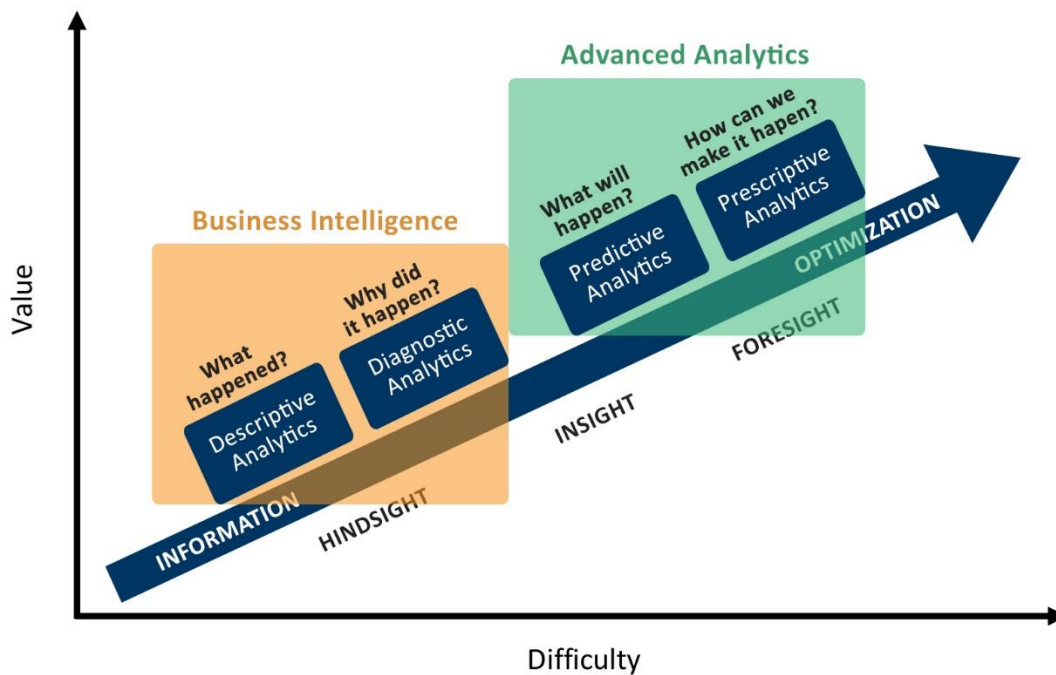 Advanced Analytics
How can we
make it hapen?
Prescriptive
Analytics
What will
happen?
Predictive
Analytics
OPTIMIZATION
Business Intelligence
Why did
it happen?
Diagnostic
Analytics
What
happened?
Descriptive
Analytics
INFORMATION
HINDSIGHT
INSIGHT
FORESIGHT
Value
Difficulty